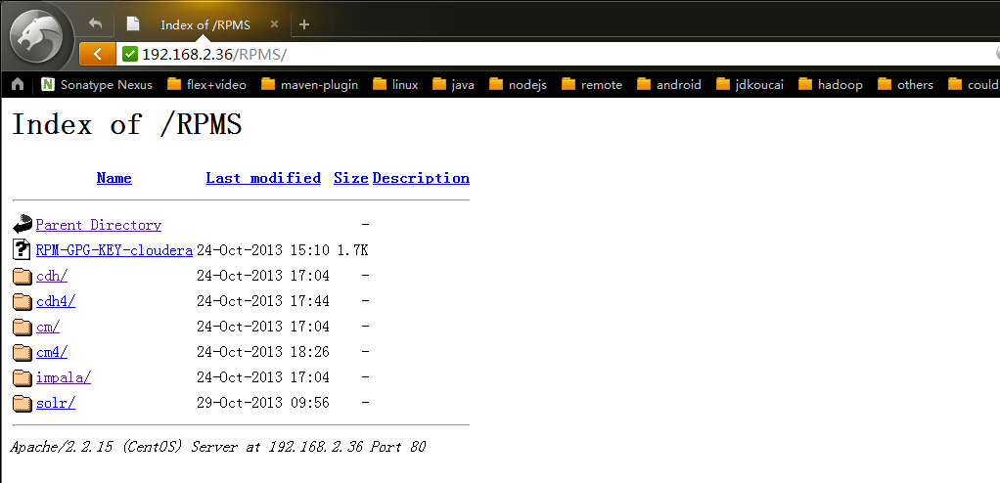 Index of /RPMS
192.168.2.36/RPMS/
Sonatype Nexus flex+video maven-plugin linux java nodejs remote android jdkoucai hadoop others could
Index of /RPMS
Name Last modified Size Description
Parent Directory -
RPM-GPG-KEY-cloudera 24-Oct-2013 15:10 1.7K
cdh/ 24-Oct-2013 17:04 -
cdh4/ 24-Oct-2013 17:44 -
cm/ 24-Oct-2013 17:04 -
cm4/ 24-Oct-2013 18:26 -
impala/ 24-Oct-2013 17:04 -
solr/ 29-Oct-2013 09:56 -
Apache/2.2.15 (CentOS) Server at 192.168.2.36 Port 80